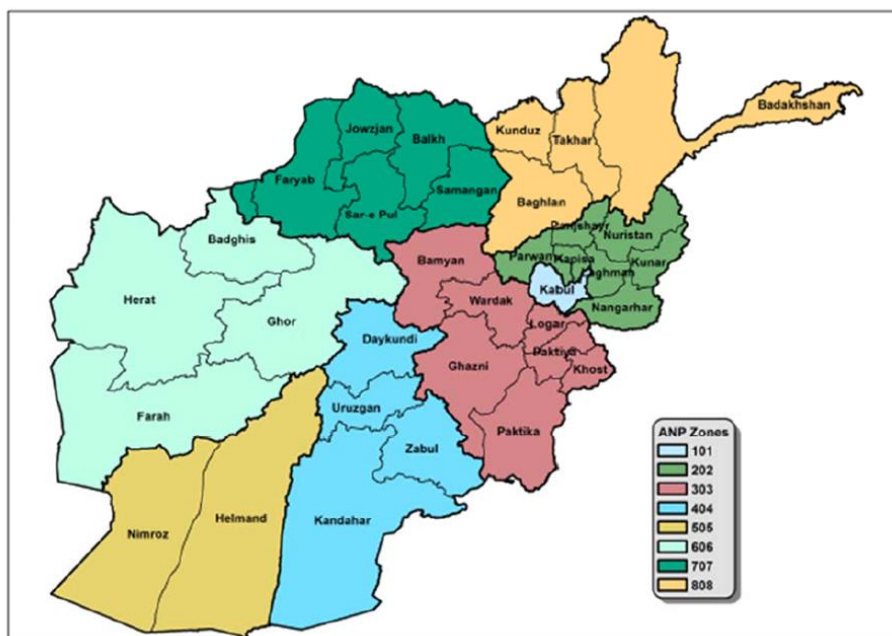 Badakhshan
Kunduz
Takhar
Jowzjan
Balkh
Faryab
Samangan
Baghlan
Sar-e Pul
Nuristan
Badghis
Parwan
Kapisa
Kunar
Bamyan
Kabul
Herat
Nangarhar
Wardak
Ghor
Logar
Daykundi
Paktiya
Ghazni
Khost
Uruzgan
Farah
Paktika
Zabul
Kandahar
Helmand
Nimroz
ANP Zones
101
202
303
404
505
606
707
808